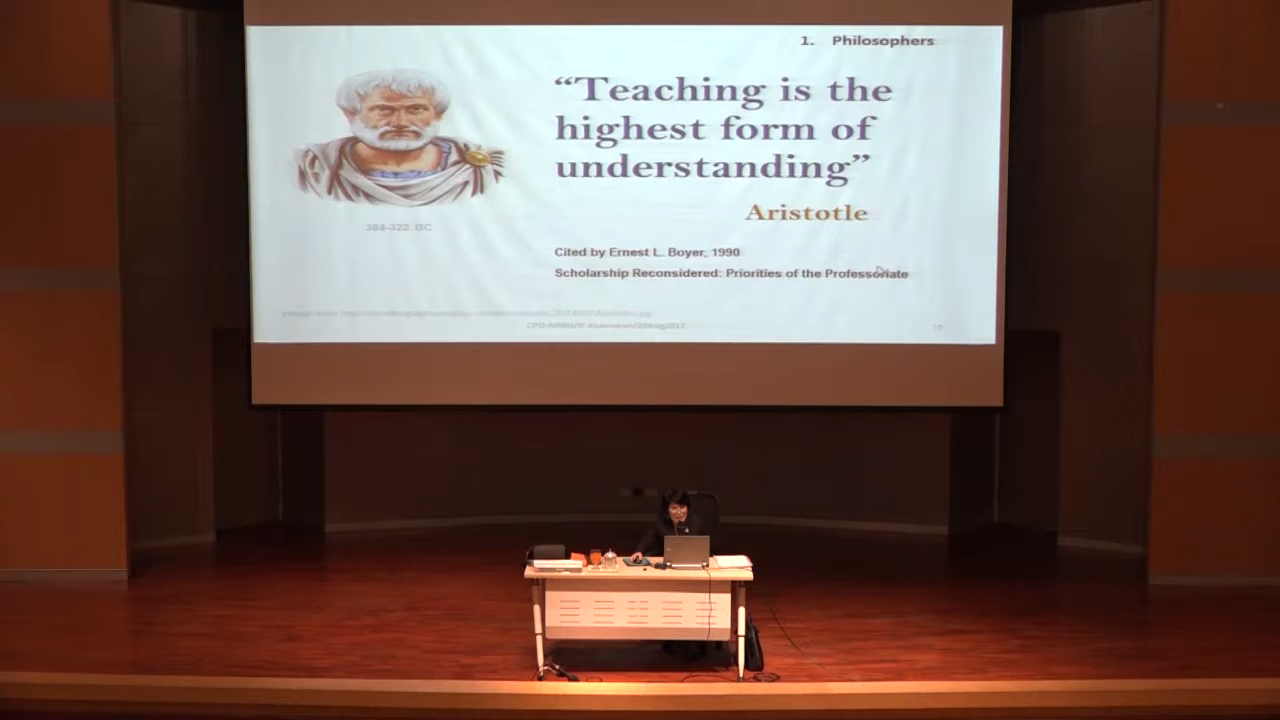 1. Philosophers
“Teaching is the
highest form of
understanding”
Aristotle
384-322 BC
Cited by Ernest L. Boyer, 1990
Scholarship Reconsidered: Priorities of the Professoriate